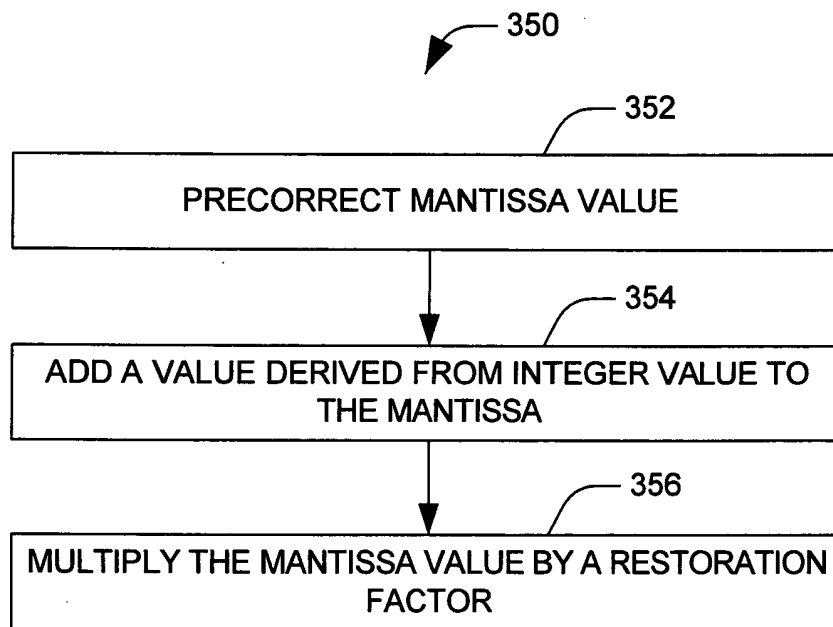 350
352
PRECORRECT MANTISSA VALUE
354
ADD A VALUE DERIVED FROM INTEGER VALUE TO
THE MANTISSA
356
MULTIPLY THE MANTISSA VALUE BY A RESTORATION
FACTOR